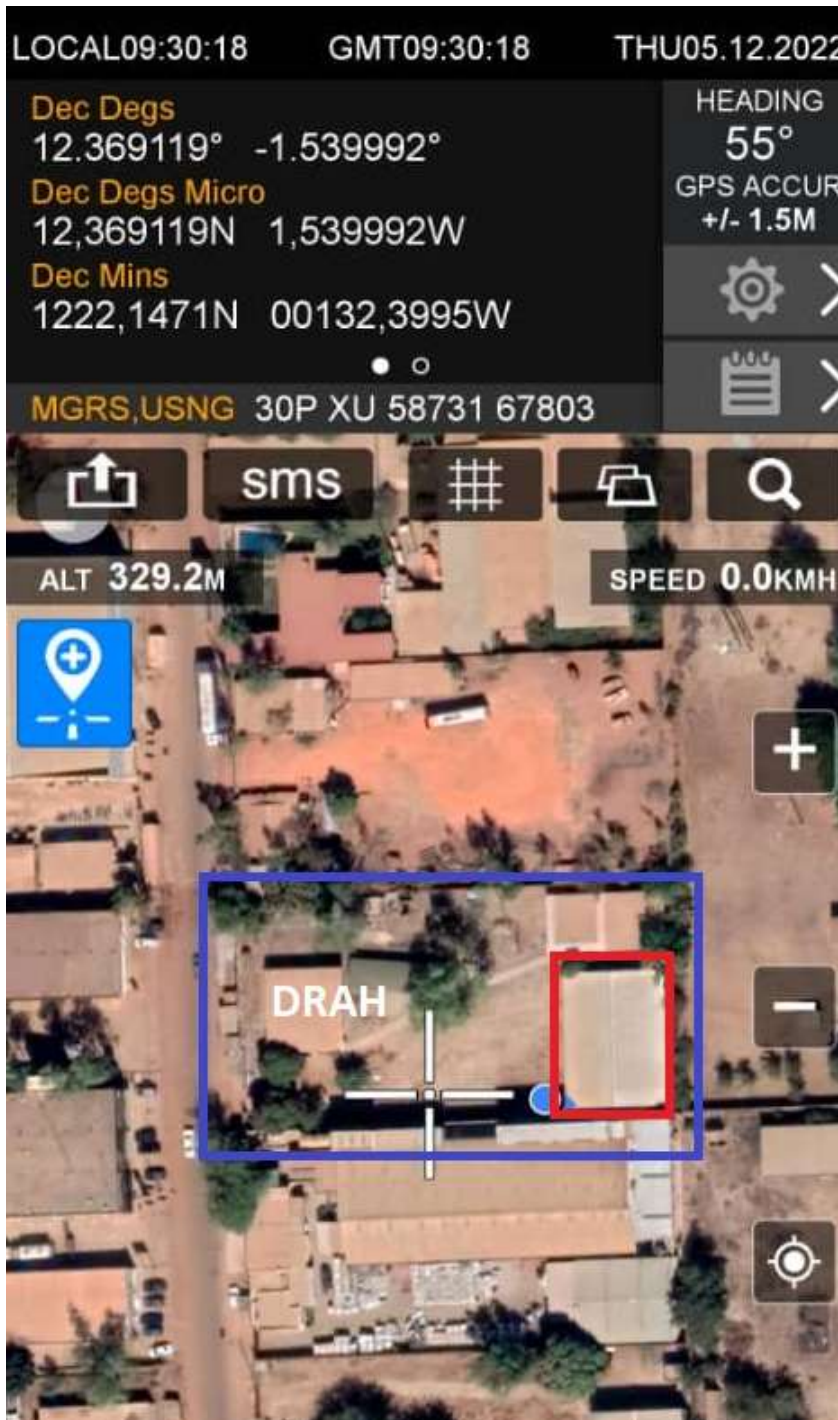 LOCAL09:30:18 GMT09:30:18 THU05.12.2022
Dec Degs
12.369119° -1.539992°
Dec Degs Micro
12,369119N 1,539992W
Dec Mins
1222,1471N 00132,3995W
HEADING
55°
GPS ACCUR
+/- 1.5M
MGRS,USNG 30P XU 58731 67803
sms
ALT 329.2M SPEED 0.0KMH
DRAH